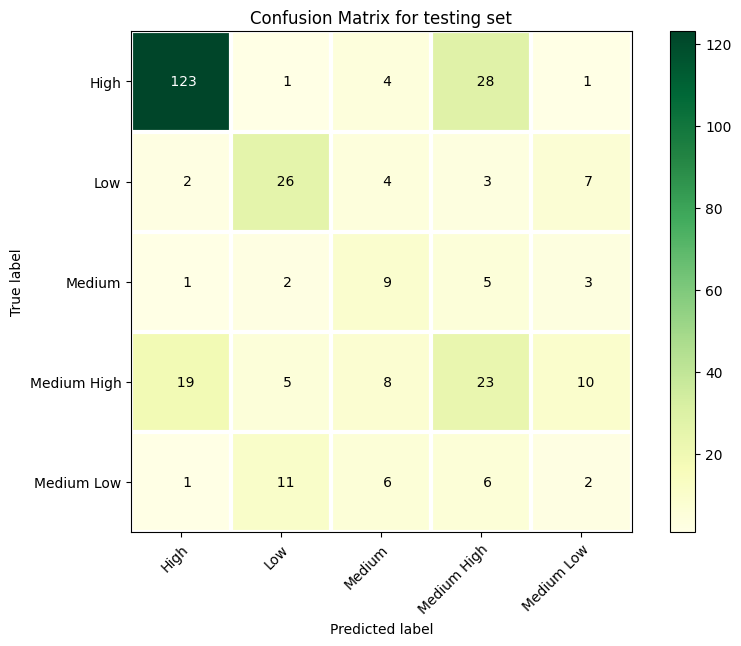 Confusion Matrix for testing set
True label
High 123 1 4 28 1
Low 2 26 4 3 7
Medium 1 2 9 5 3
Medium High 19 5 8 23 10
Medium Low 1 11 6 6 2
High Low Medium Medium High Medium Low
Predicted label
120
100
80
60
40
20